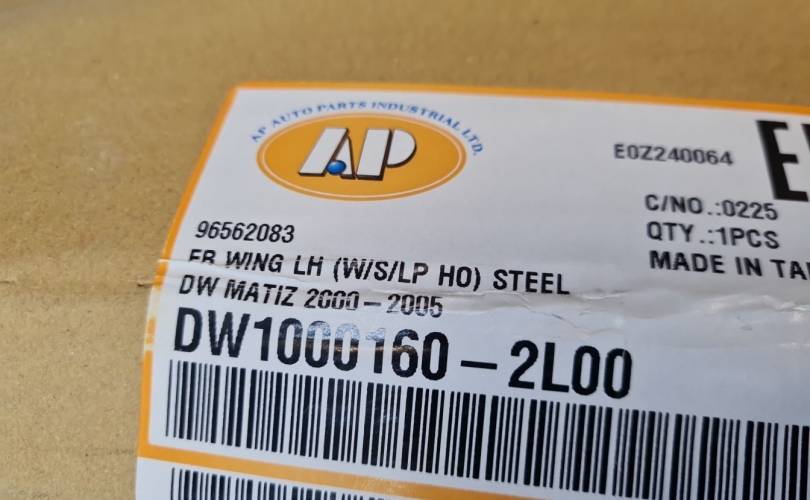 AP AUTO PARTS INDUSTRIAL LTD.
AP
E0Z240064
C/NO.:0225
QTY.:1PCS
MADE IN
96562083
FR WING LH (W/S/LP HO) STEEL
DW MATIZ 2000-2005
DW1000160-2L00